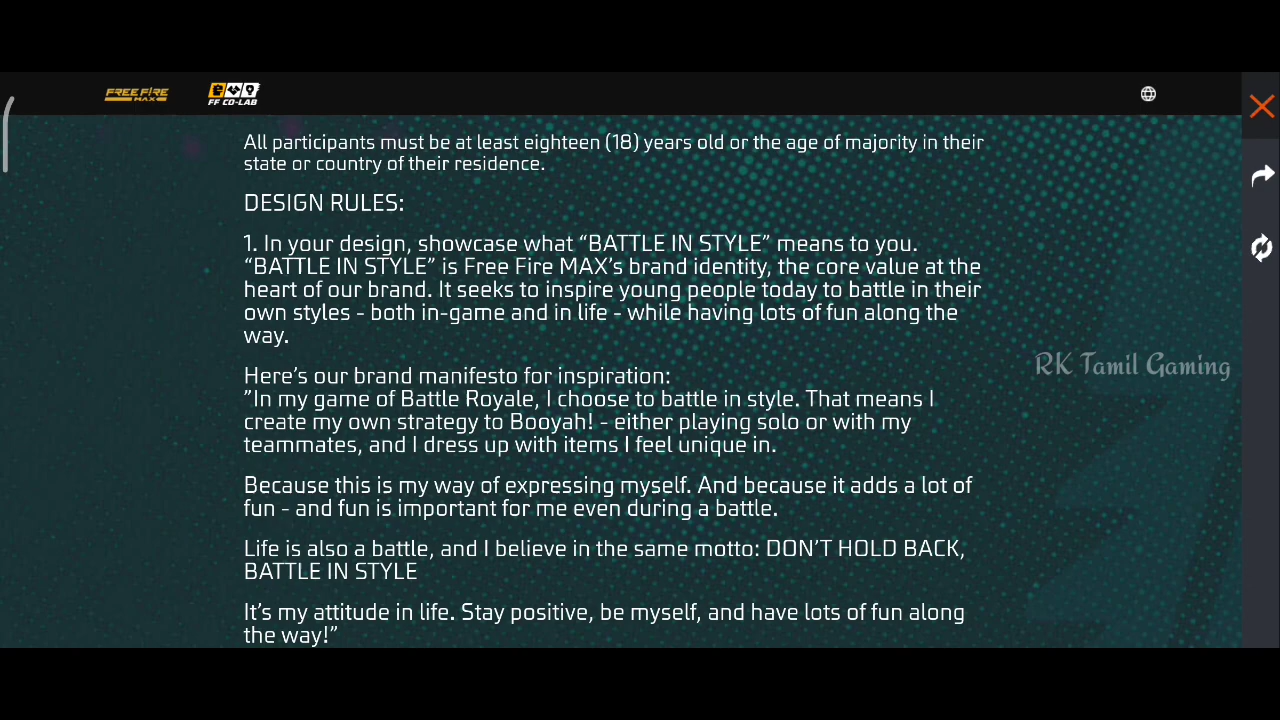 FREE FIRE
MAX
FF CO-LAB
All participants must be at least eighteen (18) years old or the age of majority in their
state or country of their residence.
DESIGN RULES:
1. In your design, showcase what “BATTLE IN STYLE” means to you.
“BATTLE IN STYLE” is Free Fire MAX’s brand identity, the core value at the
heart of our brand. It seeks to inspire young people today to battle in their
own styles - both in-game and in life - while having lots of fun along the
way.
RK Tamil Gaming
Here’s our brand manifesto for inspiration:
”In my game of Battle Royale, I choose to battle in style. That means I
create my own strategy to Booyah! - either playing solo or with my
teammates, and I dress up with items I feel unique in.
Because this is my way of expressing myself. And because it adds a lot of
fun - and fun is important for me even during a battle.
Life is also a battle, and I believe in the same motto: DON’T HOLD BACK,
BATTLE IN STYLE
It’s my attitude in life. Stay positive, be myself, and have lots of fun along
the way!”